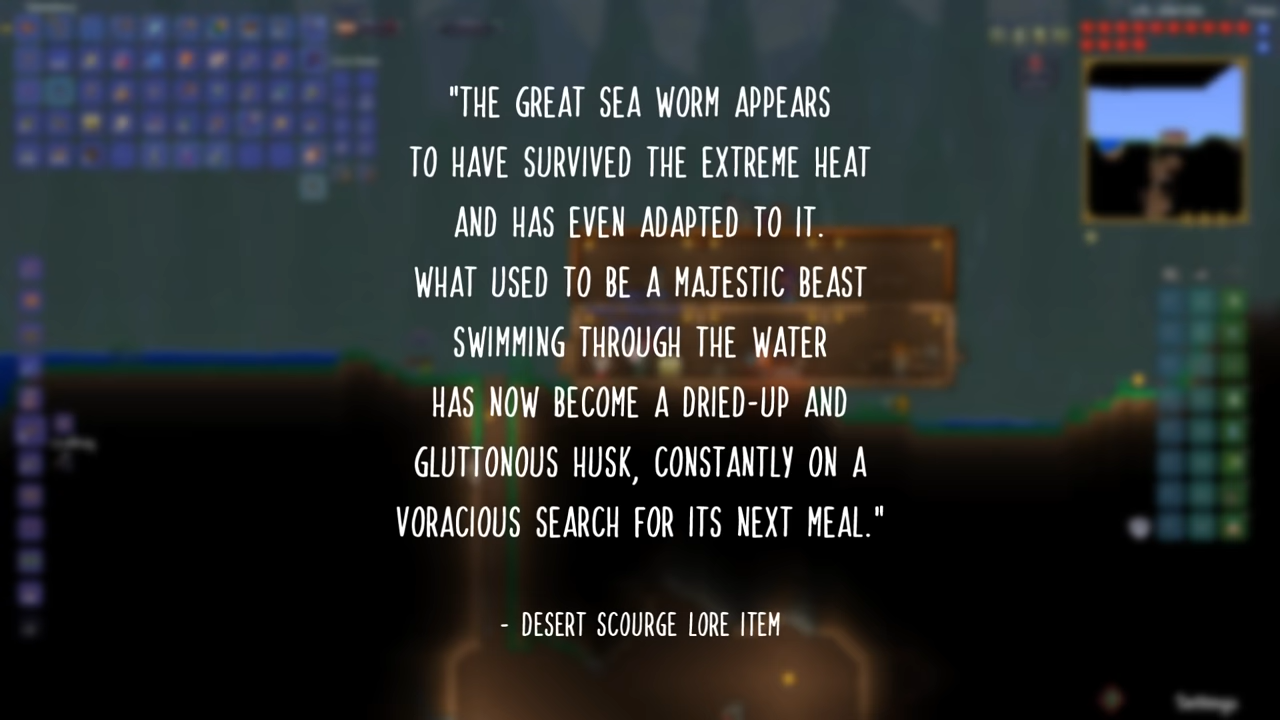 "THE GREAT SEA WORM APPEARS
TO HAVE SURVIVED THE EXTREME HEAT
AND HAS EVEN ADAPTED TO IT.
WHAT USED TO BE A MAJESTIC BEAST
SWIMMING THROUGH THE WATER
HAS NOW BECOME A DRIED-UP AND
GLUTTONOUS HUSK, CONSTANTLY ON A
VORACIOUS SEARCH FOR ITS NEXT MEAL."
- DESERT SCOURGE LORE ITEM
Settings